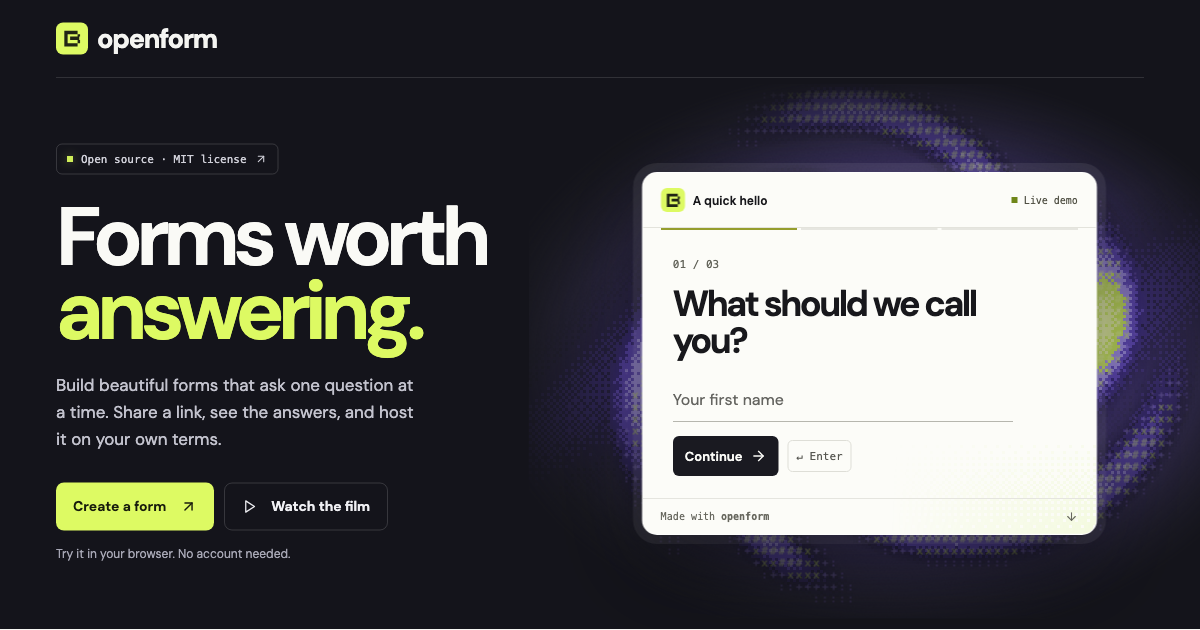 openform
Open source · MIT license ↗
Forms worth
answering.
Build beautiful forms that ask one question at
a time. Share a link, see the answers, and host
it on your own terms.
Create a form ↗
Watch the film
Try it in your browser. No account needed.
A quick hello
Live demo
01 / 03
What should we call
you?
Your first name
Continue →
↵ Enter
Made with openform ↓